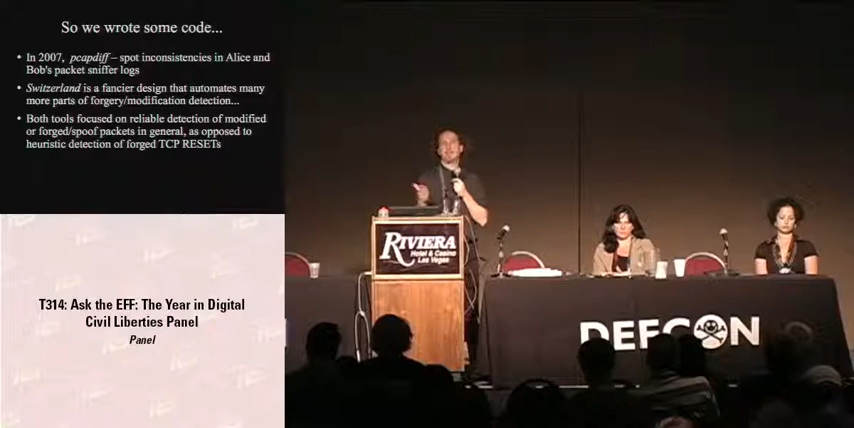 So we wrote some code...
• In 2007, pcapdiff – spot inconsistencies in Alice and
Bob's packet sniffer logs
• Switzerland is a fancier design that automates many
more parts of forgery/modification detection...
• Both tools focused on reliable detection of modified
or forged/spoof packets in general, as opposed to
heuristic detection of forged TCP RESETs
T314: Ask the EFF: The Year in Digital
Civil Liberties Panel
Panel
RIVIERA
Hotel & Casino
Las Vegas
DEFCON